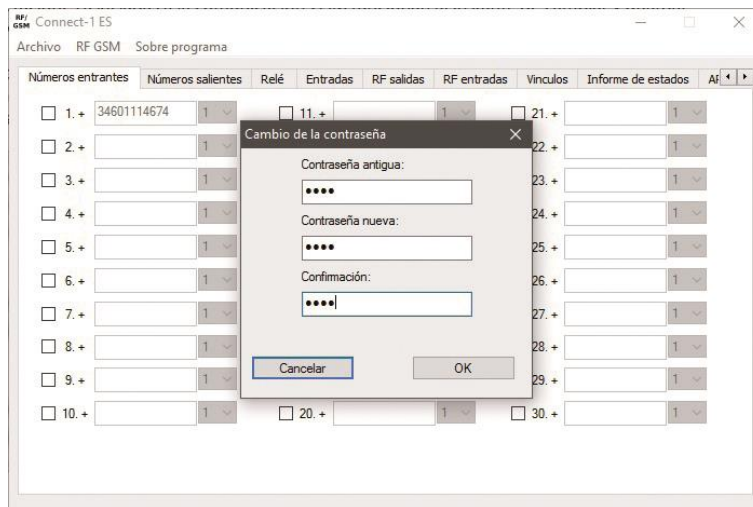 RF/GSM Connect-1 ES
Archivo RF GSM Sobre programa
Números entrantes Números salientes Relé Entradas RF salidas RF entradas Vinculos Informe de estados
1. + 34601114674 1 11. + 1 21. + 1
Cambio de la contraseña
2. + 1 22. + 1
Contraseña antigua:
3. + 1 23. + 1
••••
4. + 1 24. + 1
Contraseña nueva:
5. + 1 25. + 1
••••
6. + 1 26. + 1
Confirmación:
7. + 1 27. + 1
••••
8. + 1 28. + 1
Cancelar OK
9. + 1 29. + 1
10. + 1 20. + 1 30. + 1